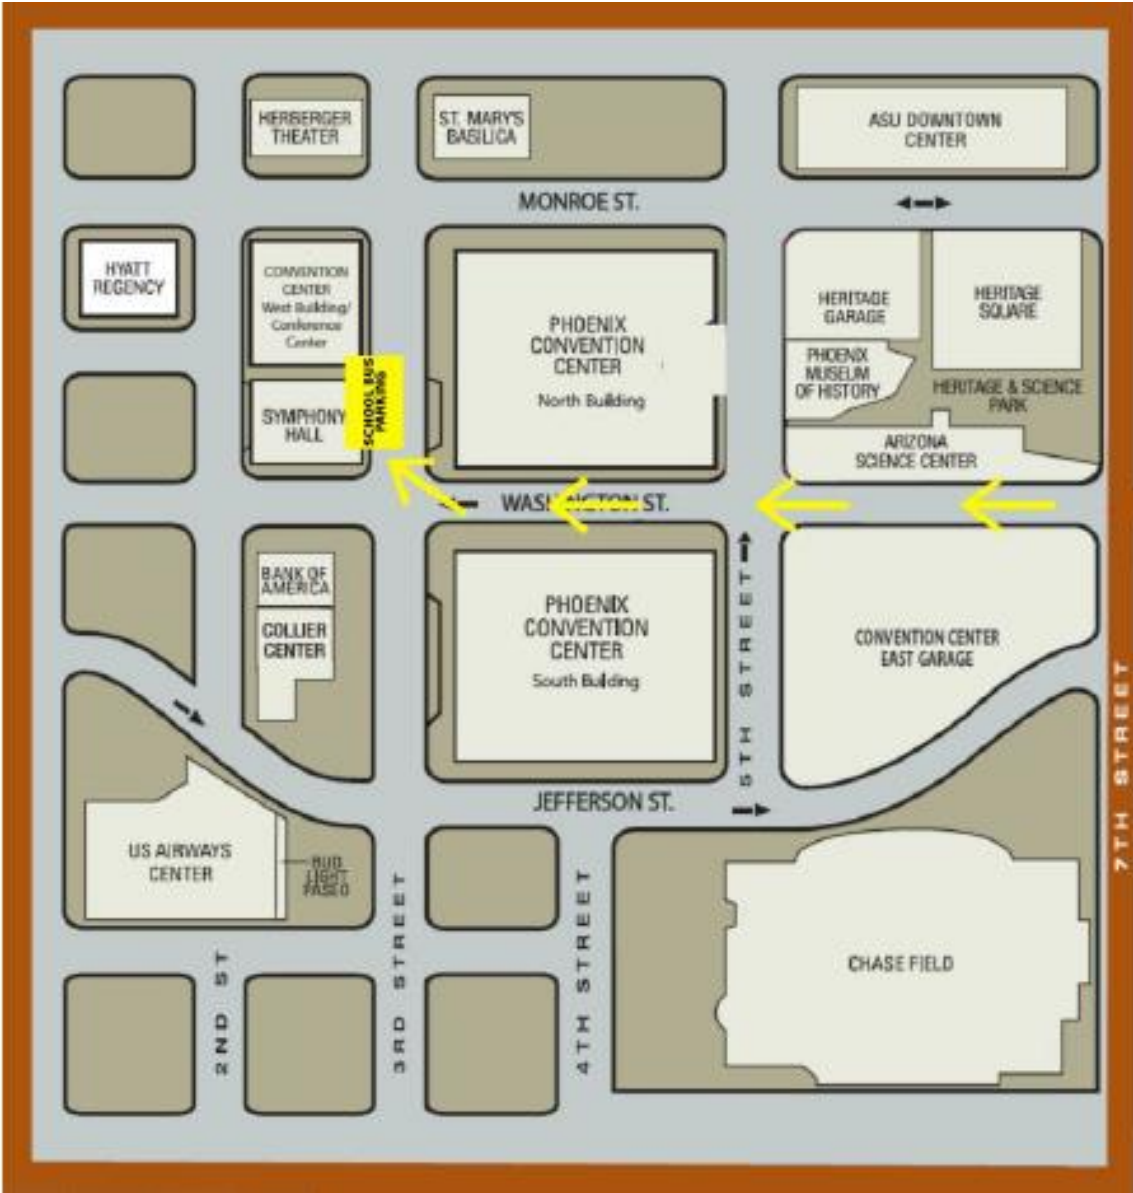 HERBERGER
THEATER
ST. MARY'S
BASILICA
ASU DOWNTOWN
CENTER
MONROE ST.
HYATT
REGENCY
CONVENTION
CENTER
West Building/
Conference
Center
SYMPHONY
HALL
SCHOOL BUS
PARKING
PHOENIX
CONVENTION
CENTER
North Building
HERITAGE
GARAGE
HERITAGE
SQUARE
PHOENIX
MUSEUM
OF HISTORY
HERITAGE & SCIENCE
PARK
ARIZONA
SCIENCE CENTER
WASHINGTON ST.
BANK OF
AMERICA
COLLIER
CENTER
PHOENIX
CONVENTION
CENTER
South Building
5TH STREET
CONVENTION CENTER
EAST GARAGE
7TH STREET
JEFFERSON ST.
US AIRWAYS
CENTER
BUD
LIGHT
PASEO
2ND ST
3RD STREET
4TH STREET
CHASE FIELD